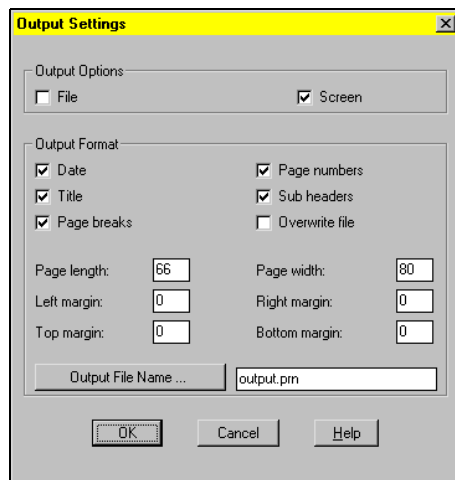 Output Settings
Output Options
File Screen
Output Format
Date Page numbers
Title Sub headers
Page breaks Overwrite file
Page length: 66 Page width: 80
Left margin: 0 Right margin: 0
Top margin: 0 Bottom margin: 0
Output File Name ... output.prn
OK Cancel Help